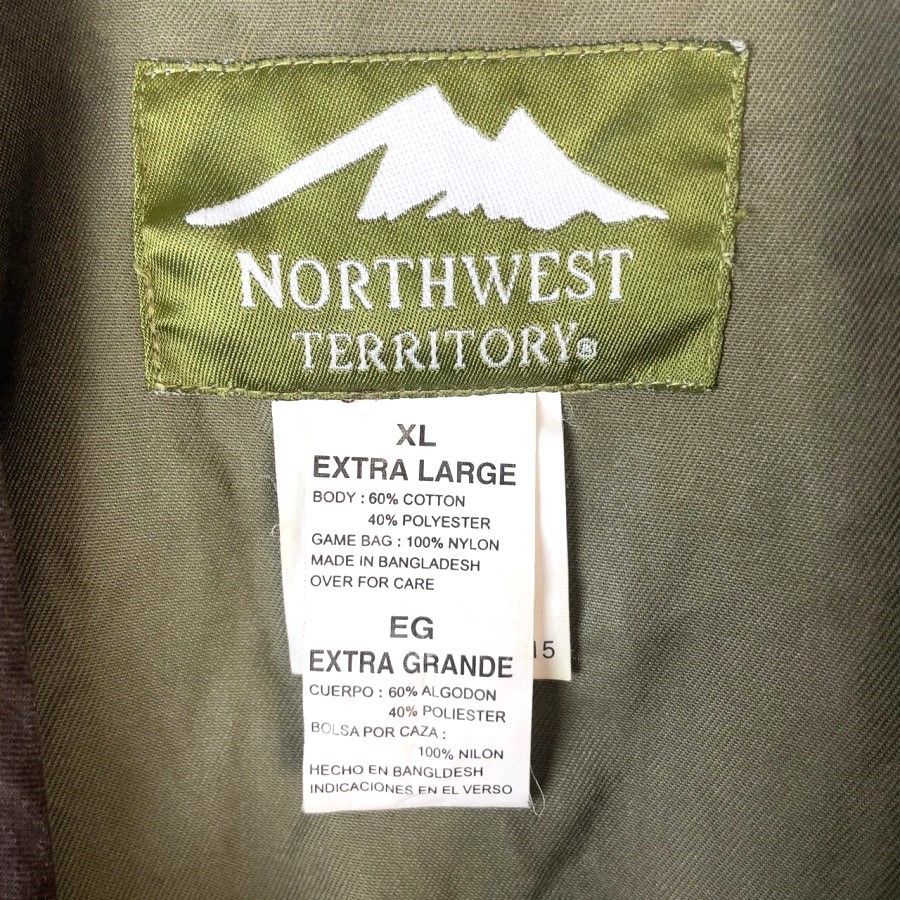 NORTHWEST
TERRITORY®
XL
EXTRA LARGE
BODY : 60% COTTON
40% POLYESTER
GAME BAG : 100% NYLON
MADE IN BANGLADESH
OVER FOR CARE
EG
EXTRA GRANDE
CUERPO : 60% ALGODON
40% POLIESTER
BOLSA POR CAZA :
100% NILON
HECHO EN BANGLDESH
INDICACIONES EN EL VERSO
15